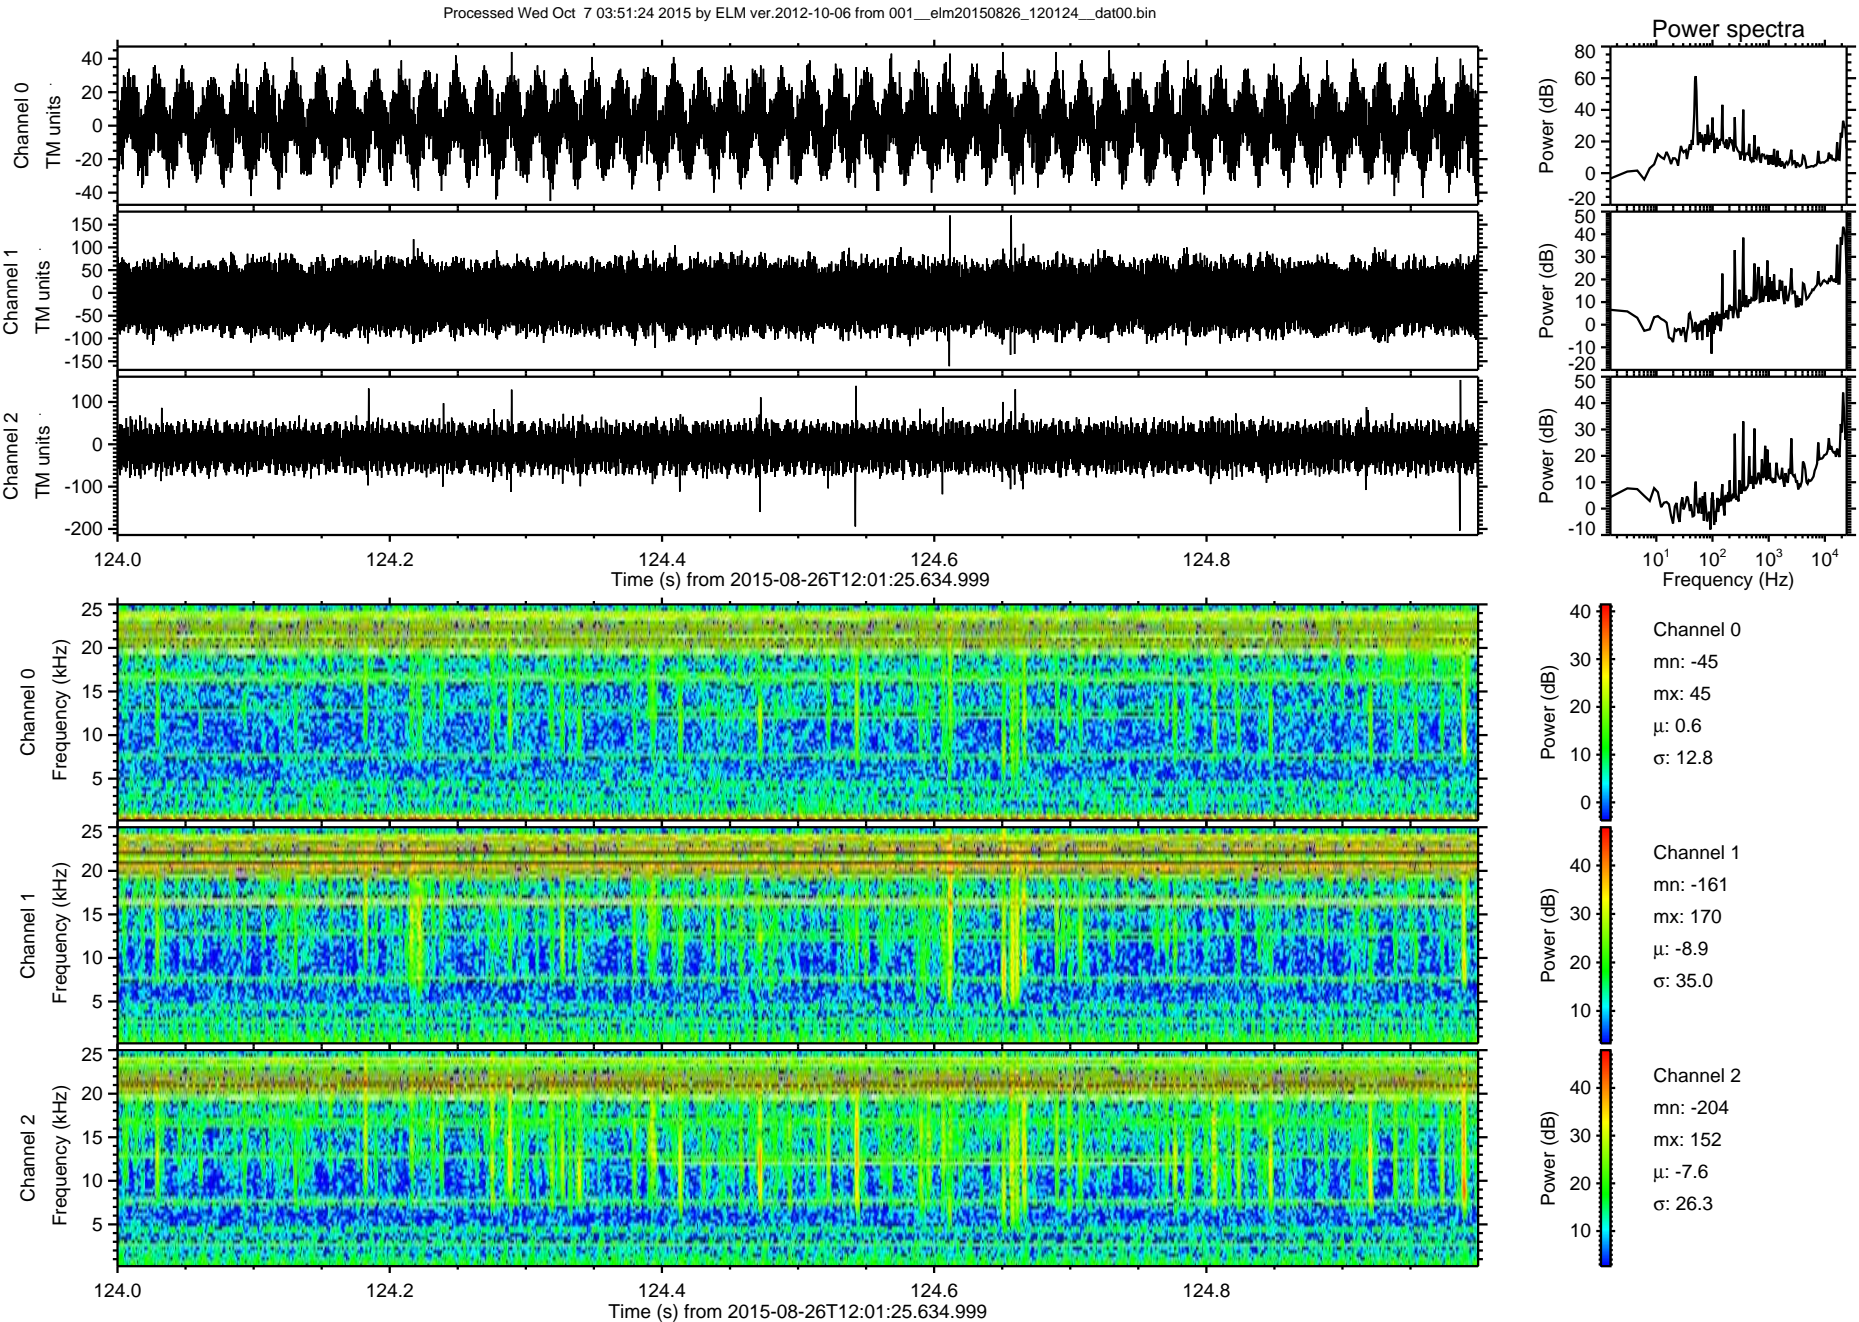 Processed Wed Oct  7 03:51:24 2015 by ELM ver.2012-10-06 from 001__elm20150826_120124__dat00.bin
Power spectra
Channel 0
TM units
40
20
0
-20
-40
Power (dB)
80
60
40
20
0
-20
Channel 1
TM units
150
100
50
0
-50
-100
-150
Power (dB)
50
40
30
20
10
0
-10
-20
Channel 2
TM units
100
0
-100
-200
Power (dB)
50
40
30
20
10
0
-10
124.0 124.2 124.4 124.6 124.8
Time (s) from 2015-08-26T12:01:25.634.999
10¹ 10² 10³ 10⁴
Frequency (Hz)
Channel 0
Frequency (kHz)
25
20
15
10
5
Power (dB)
40
30
20
10
0
Channel 0
mn: -45
mx: 45
μ: 0.6
σ: 12.8
Channel 1
Frequency (kHz)
25
20
15
10
5
Power (dB)
40
30
20
10
Channel 1
mn: -161
mx: 170
μ: -8.9
σ: 35.0
Channel 2
Frequency (kHz)
25
20
15
10
5
Power (dB)
40
30
20
10
Channel 2
mn: -204
mx: 152
μ: -7.6
σ: 26.3
124.0 124.2 124.4 124.6 124.8
Time (s) from 2015-08-26T12:01:25.634.999